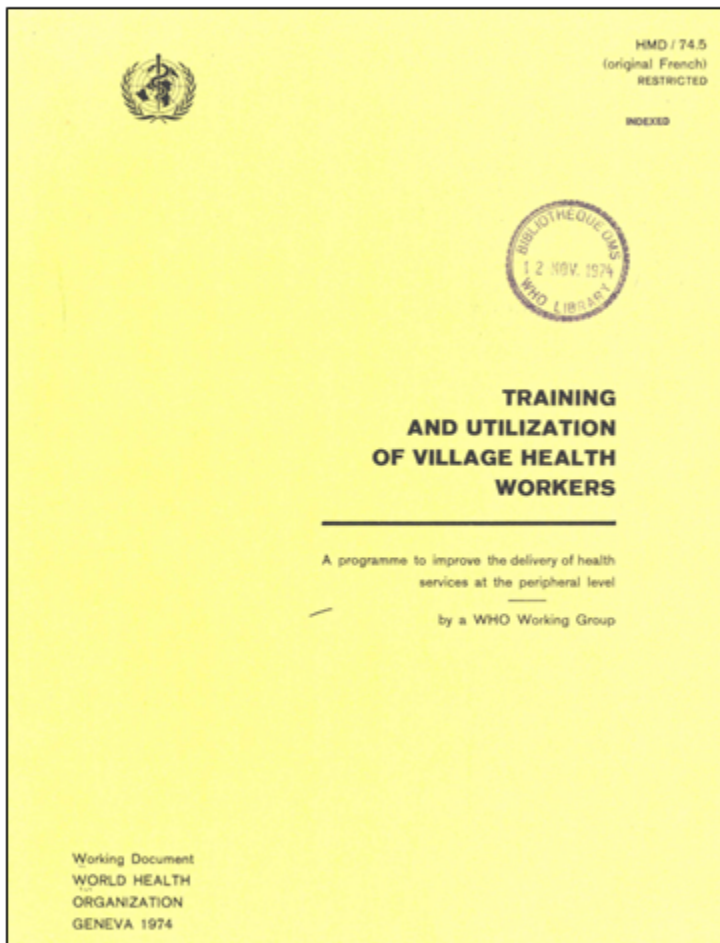 HMD / 74.5
(original French)
RESTRICTED
INDEXED
BIBLIOTHÈQUE OMS
12 NOV. 1974
WHO LIBRARY
TRAINING
AND UTILIZATION
OF VILLAGE HEALTH
WORKERS
A programme to improve the delivery of health
services at the peripheral level
by a WHO Working Group
Working Document
WORLD HEALTH
ORGANIZATION
GENEVA 1974